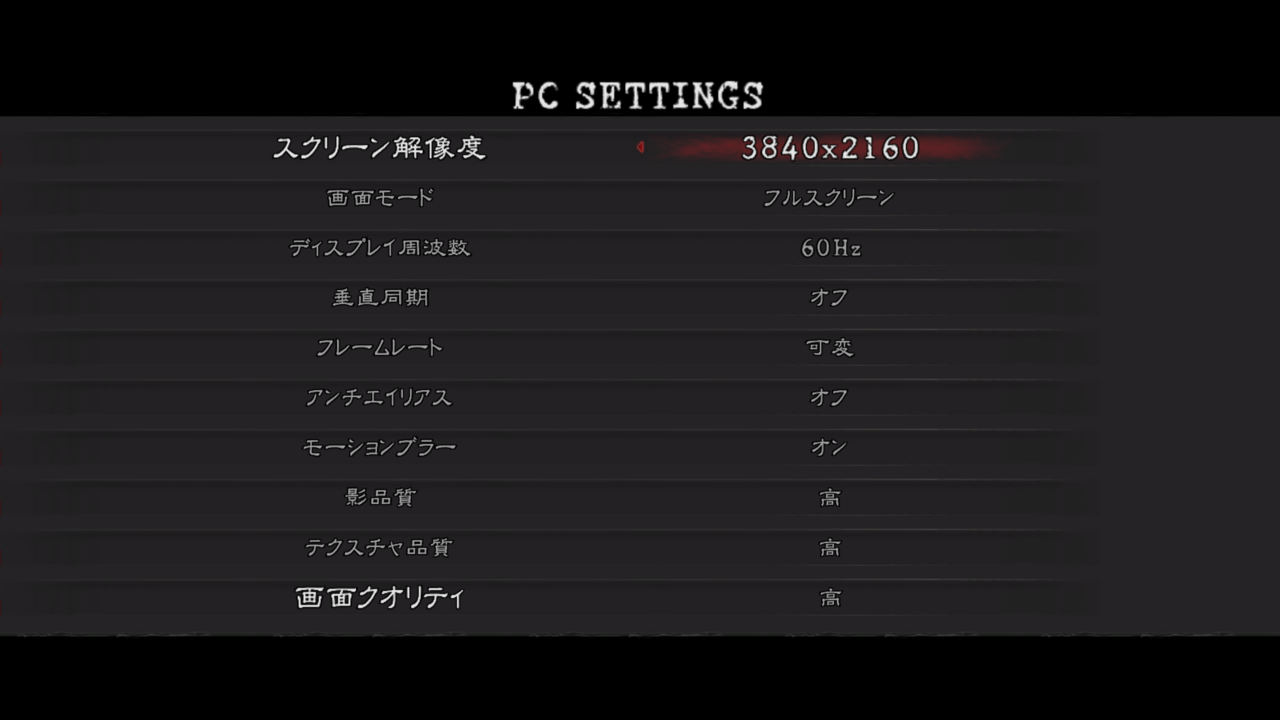 PC SETTINGS
スクリーン解像度 3840x2160
画面モード フルスクリーン
ディスプレイ周波数 60Hz
垂直同期 オフ
フレームレート 可変
アンチエイリアス オフ
モーションブラー オン
影品質 高
テクスチャ品質 高
画面クオリティ 高